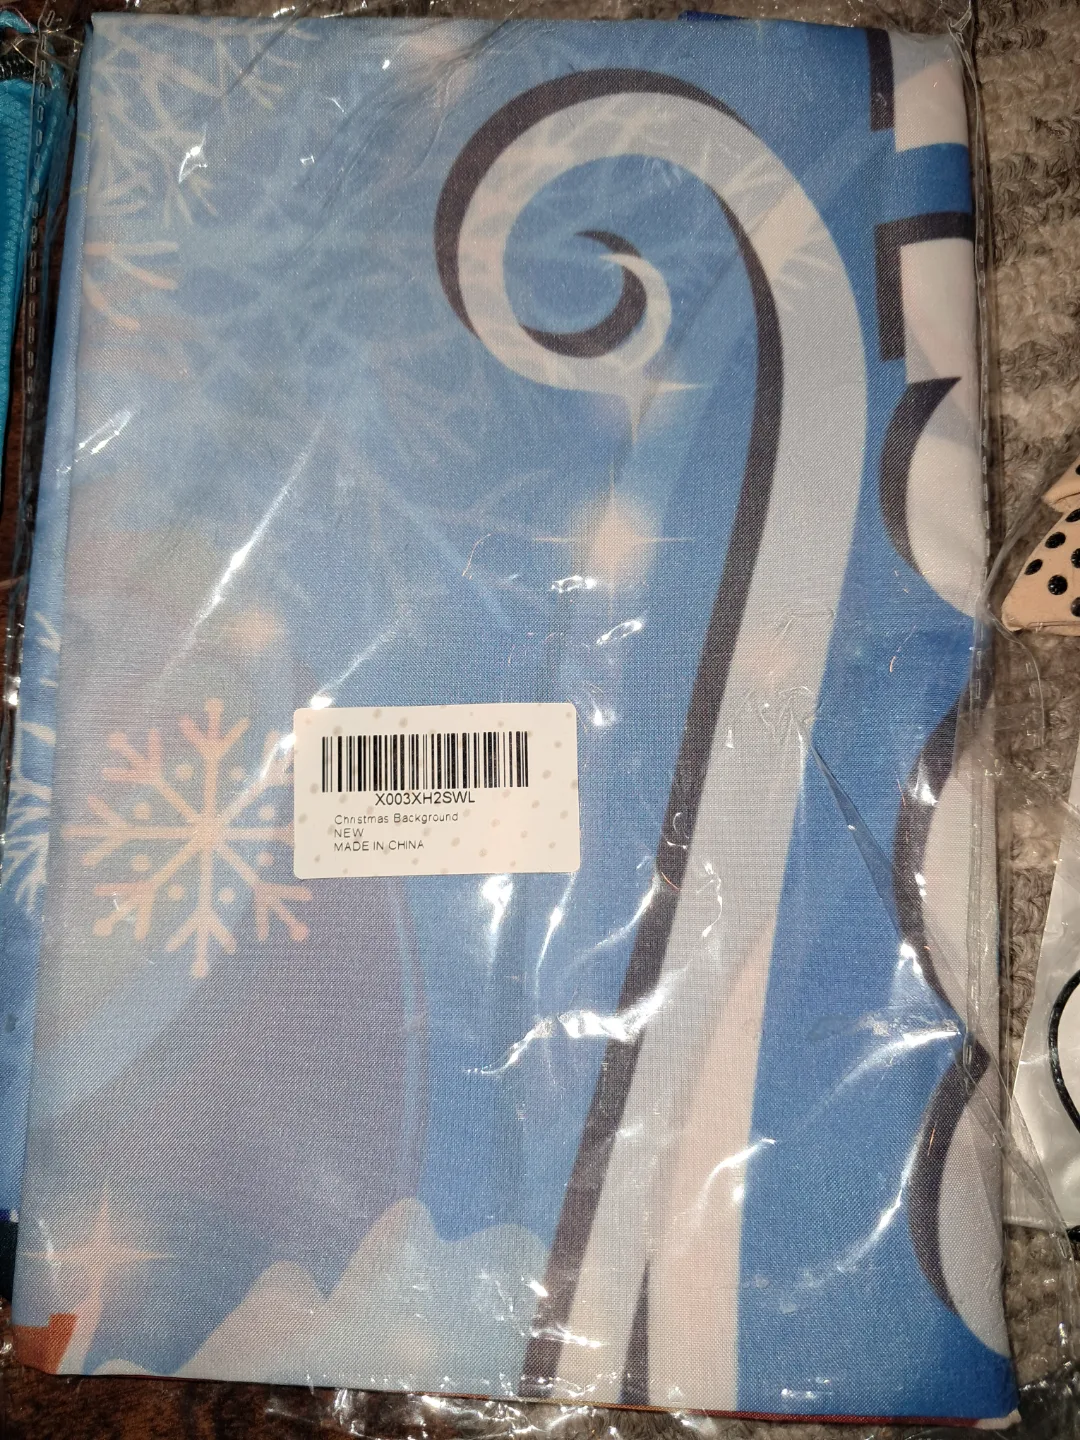 X003XH2SWL
Christmas Background
NEW
MADE IN CHINA